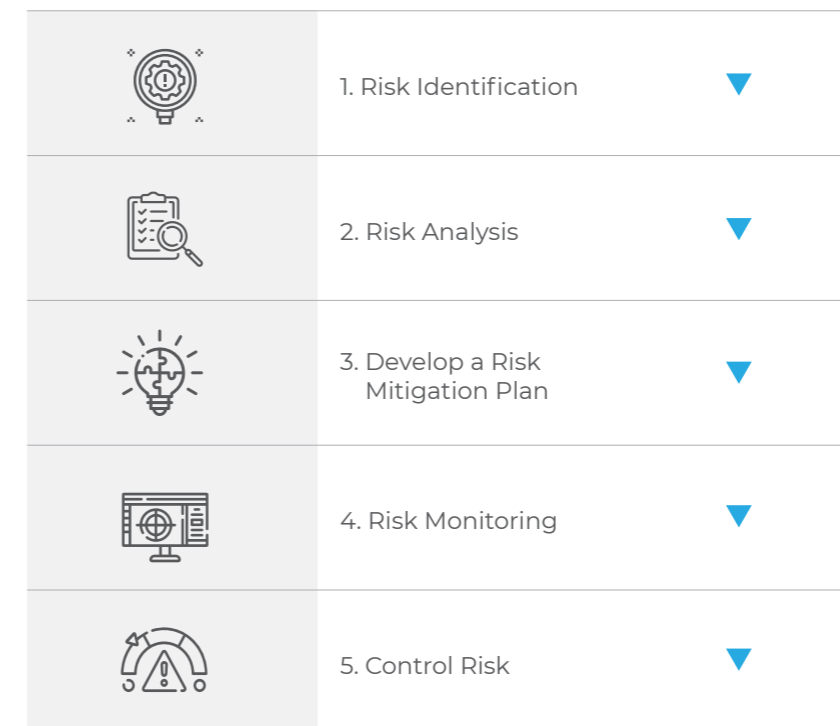 1. Risk Identification
2. Risk Analysis
3. Develop a Risk
Mitigation Plan
4. Risk Monitoring
5. Control Risk